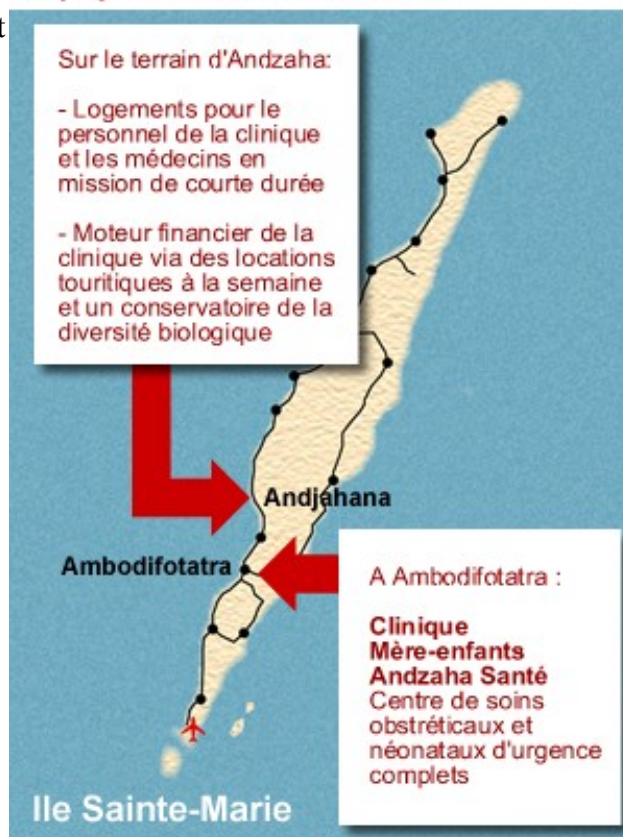 t
Sur le terrain d'Andzaha:
- Logements pour le
personnel de la clinique
et les médecins en
mission de courte durée
- Moteur financier de la
clinique via des locations
touritiques à la semaine
et un conservatoire de la
diversité biologique
Andjahana
Ambodifotatra
A Ambodifotatra :
Clinique
Mère-enfants
Andzaha Santé
Centre de soins
obstréticaux et
néonataux d'urgence
complets
Ile Sainte-Marie